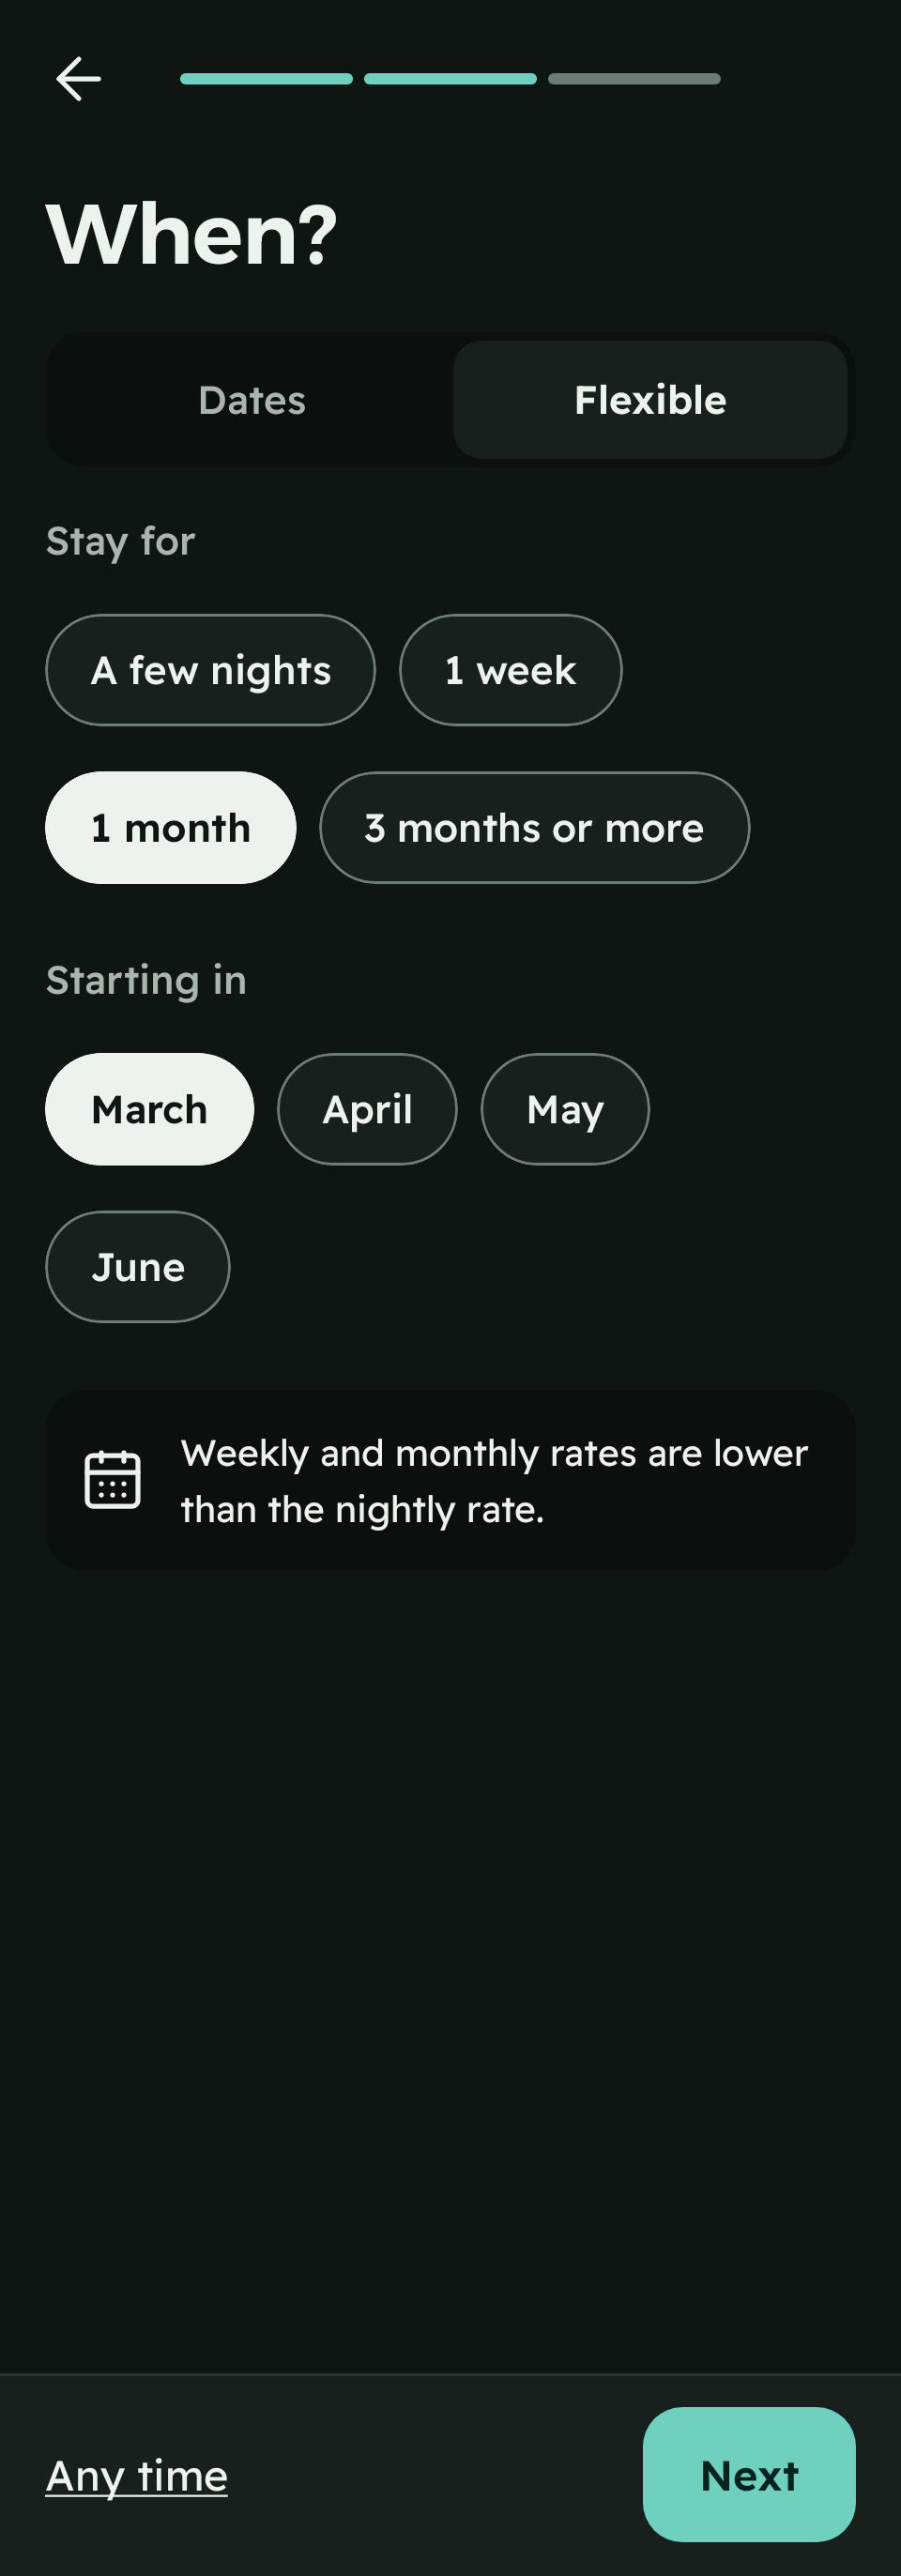 When?
Dates
Flexible
Stay for
A few nights
1 week
1 month
3 months or more
Starting in
March
April
May
June
Weekly and monthly rates are lower
than the nightly rate.
Any time
Next